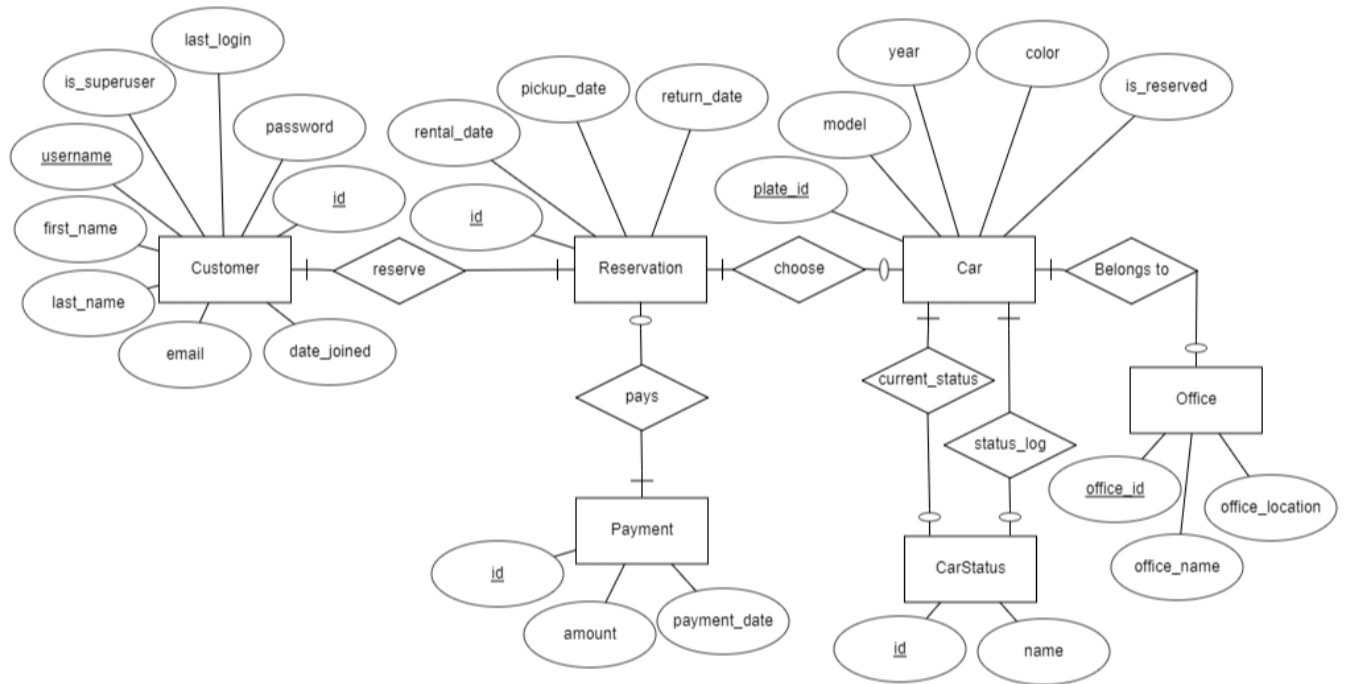 last_login
is_superuser
password
username
id
first_name
last_name
email
date_joined
Customer
reserve
rental_date
pickup_date
return_date
id
Reservation
choose
year
color
model
is_reserved
plate_id
Car
Belongs to
pays
current_status
status_log
Office
office_id
office_location
office_name
Payment
id
amount
payment_date
CarStatus
id
name